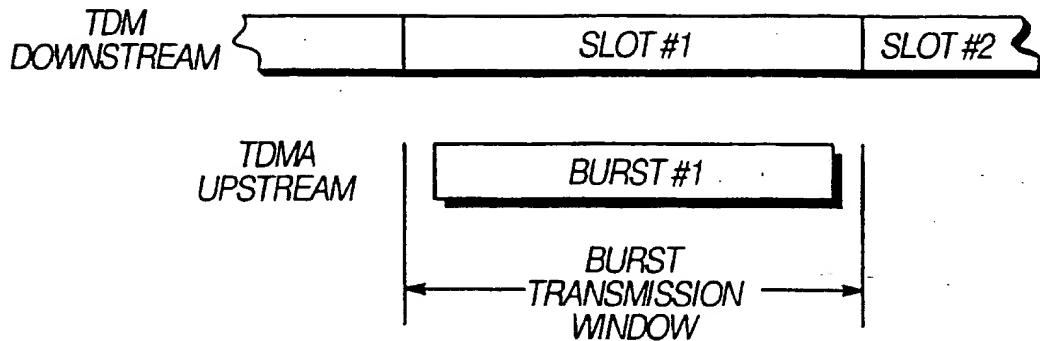 TDM
DOWNSTREAM
SLOT #1
SLOT #2
TDMA
UPSTREAM
BURST #1
BURST
TRANSMISSION
WINDOW